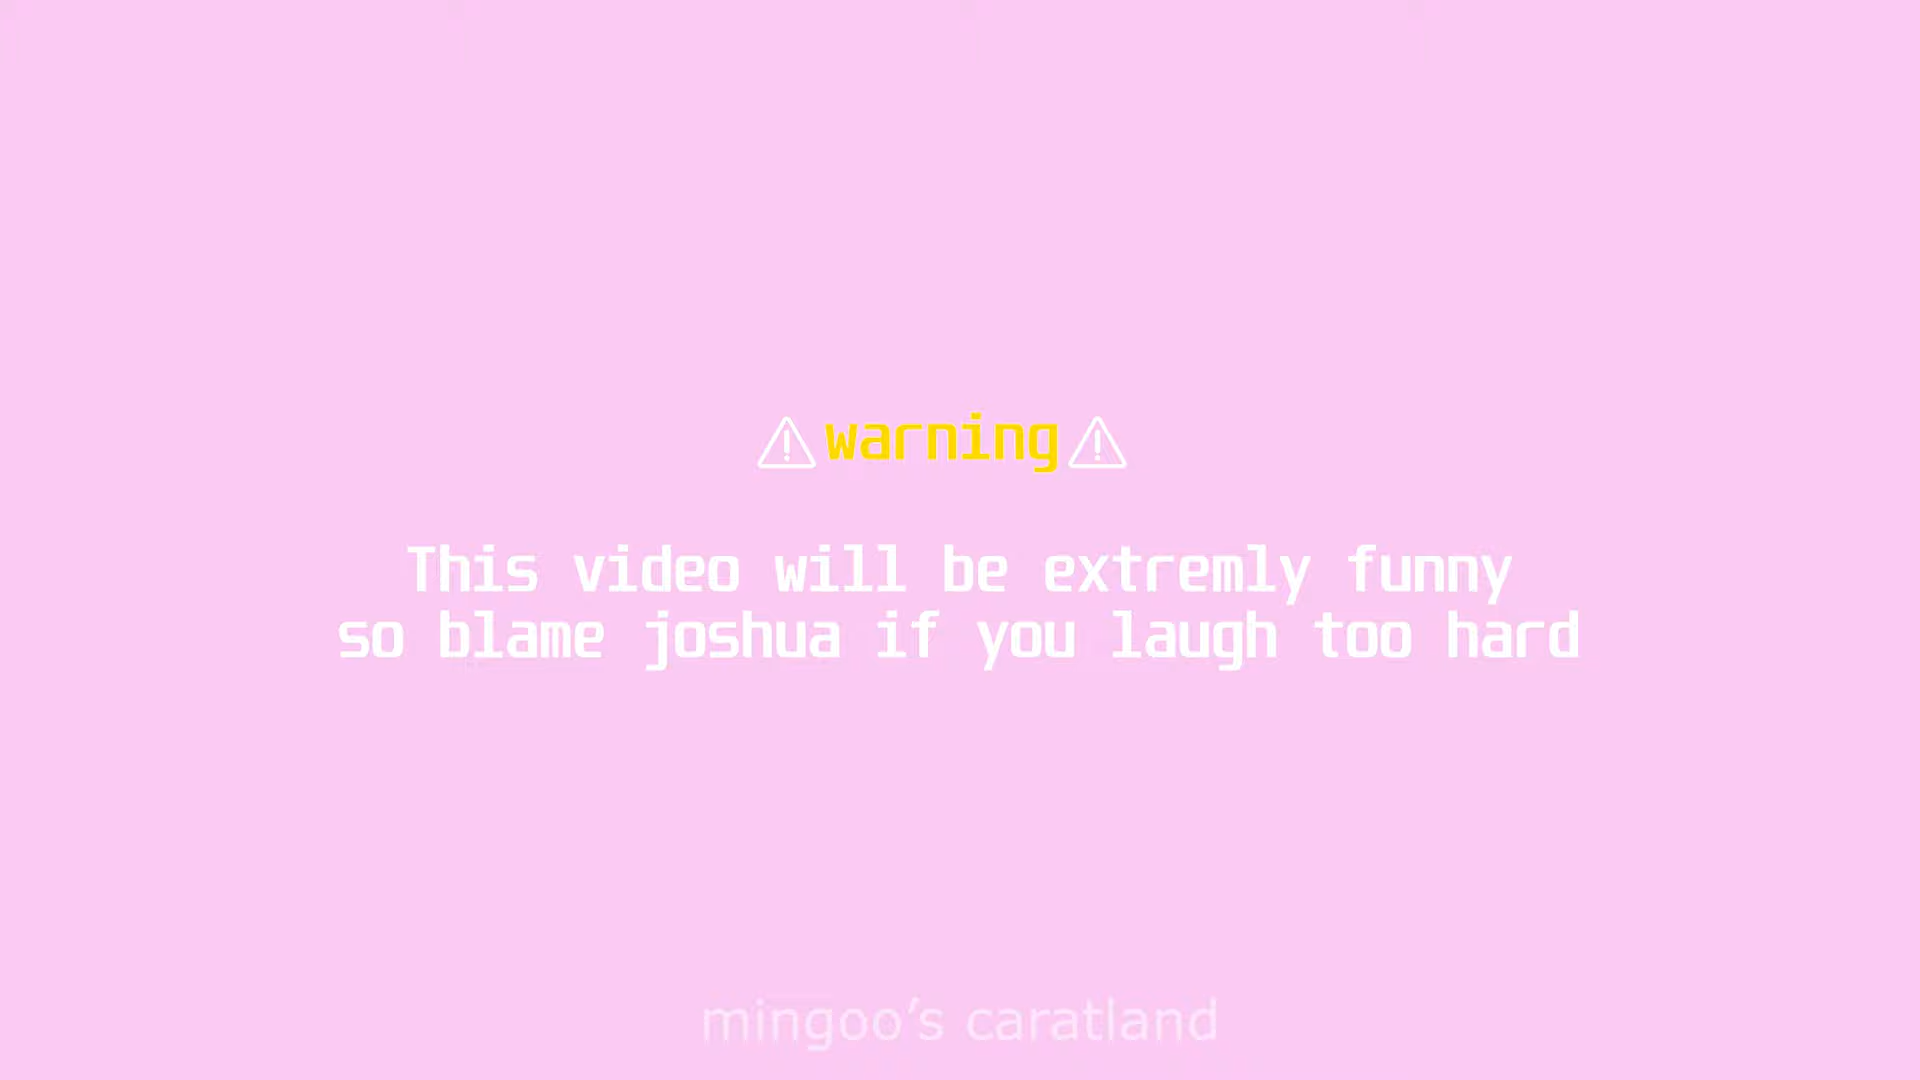 ⚠warning⚠
This video will be extremly funny
so blame joshua if you laugh too hard
mingoo's caratland